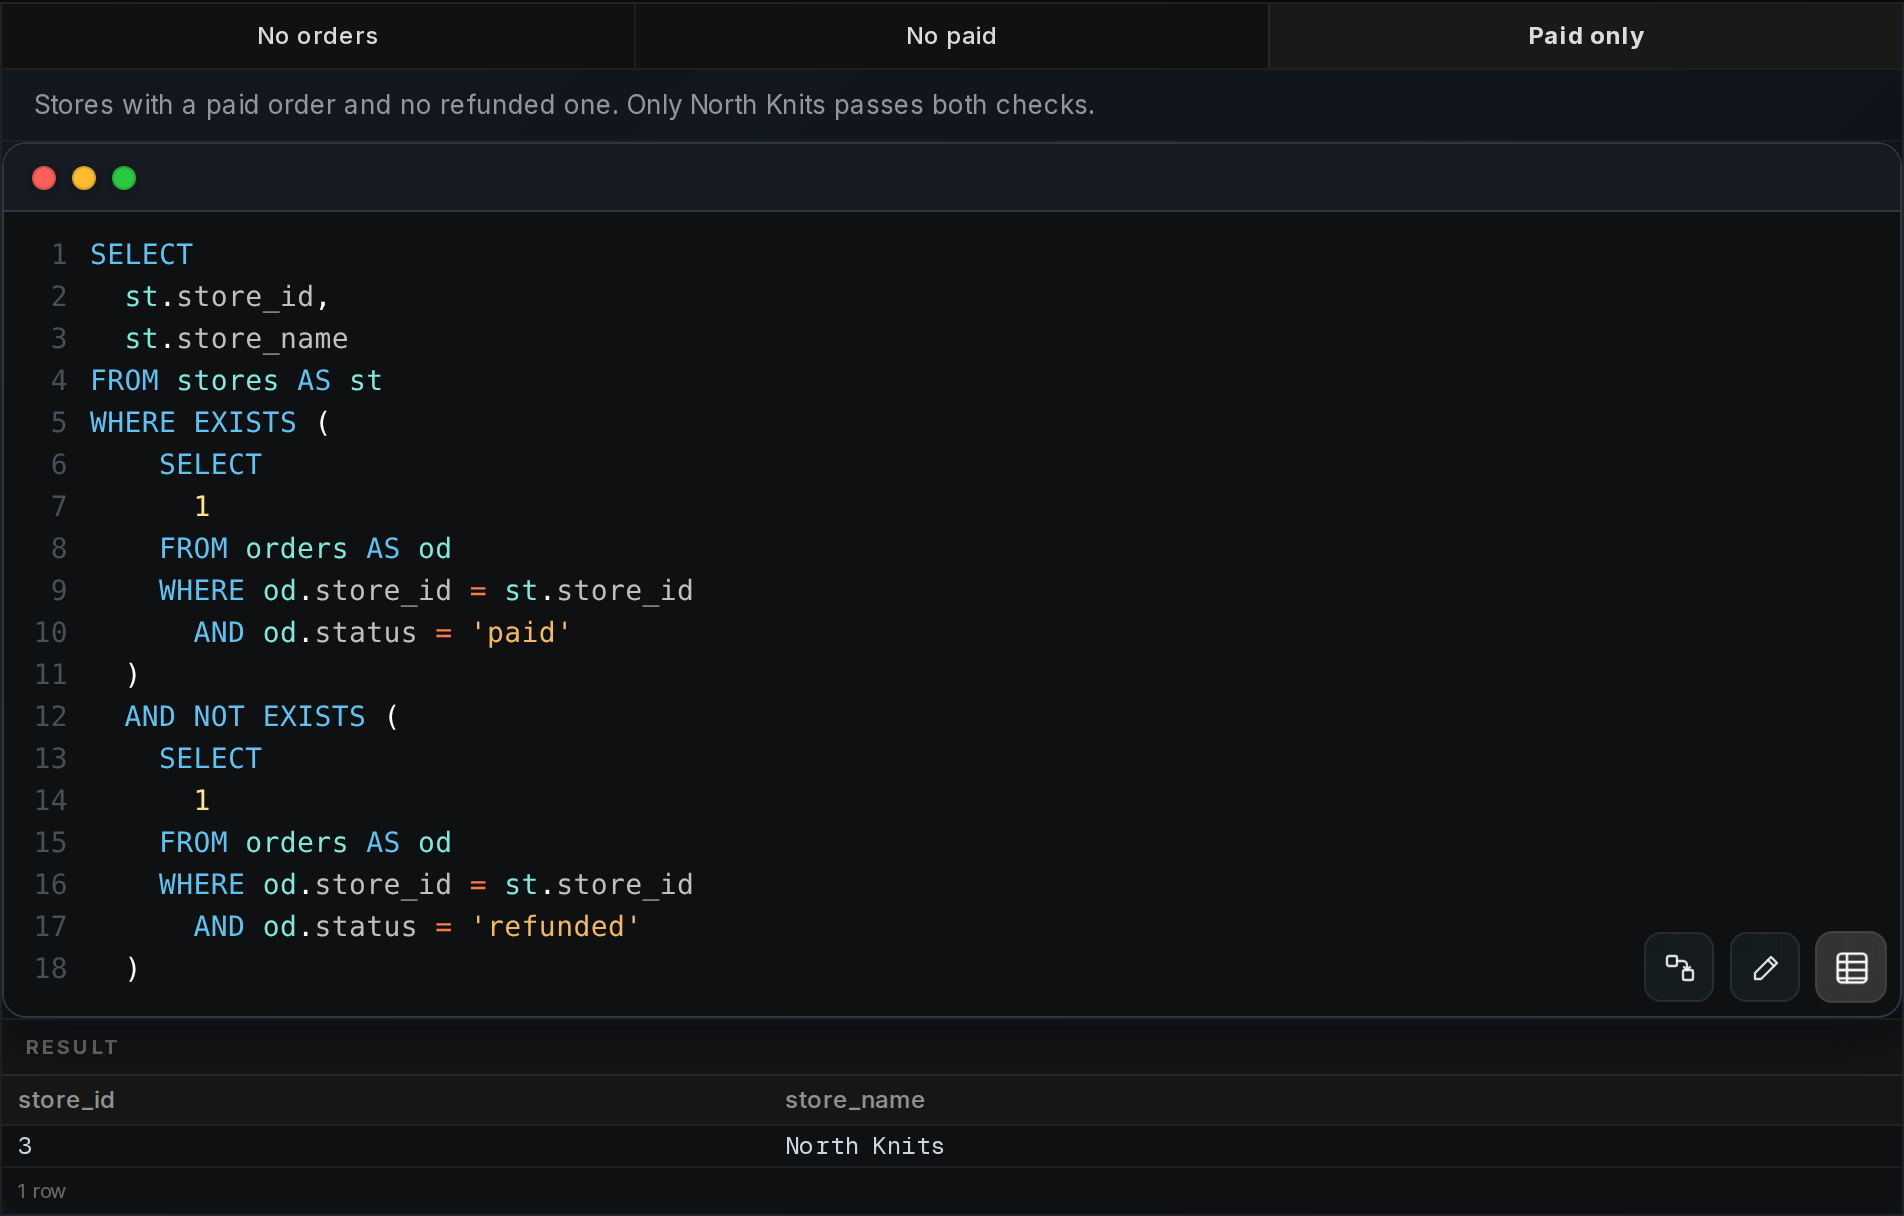 No orders
No paid
Paid only
Stores with a paid order and no refunded one. Only North Knits passes both checks.
1 SELECT
2   st.store_id,
3   st.store_name
4 FROM stores AS st
5 WHERE EXISTS (
6     SELECT
7       1
8     FROM orders AS od
9     WHERE od.store_id = st.store_id
10       AND od.status = 'paid'
11   )
12   AND NOT EXISTS (
13     SELECT
14       1
15     FROM orders AS od
16     WHERE od.store_id = st.store_id
17       AND od.status = 'refunded'
18   )
RESULT
store_id store_name
3 North Knits
1 row